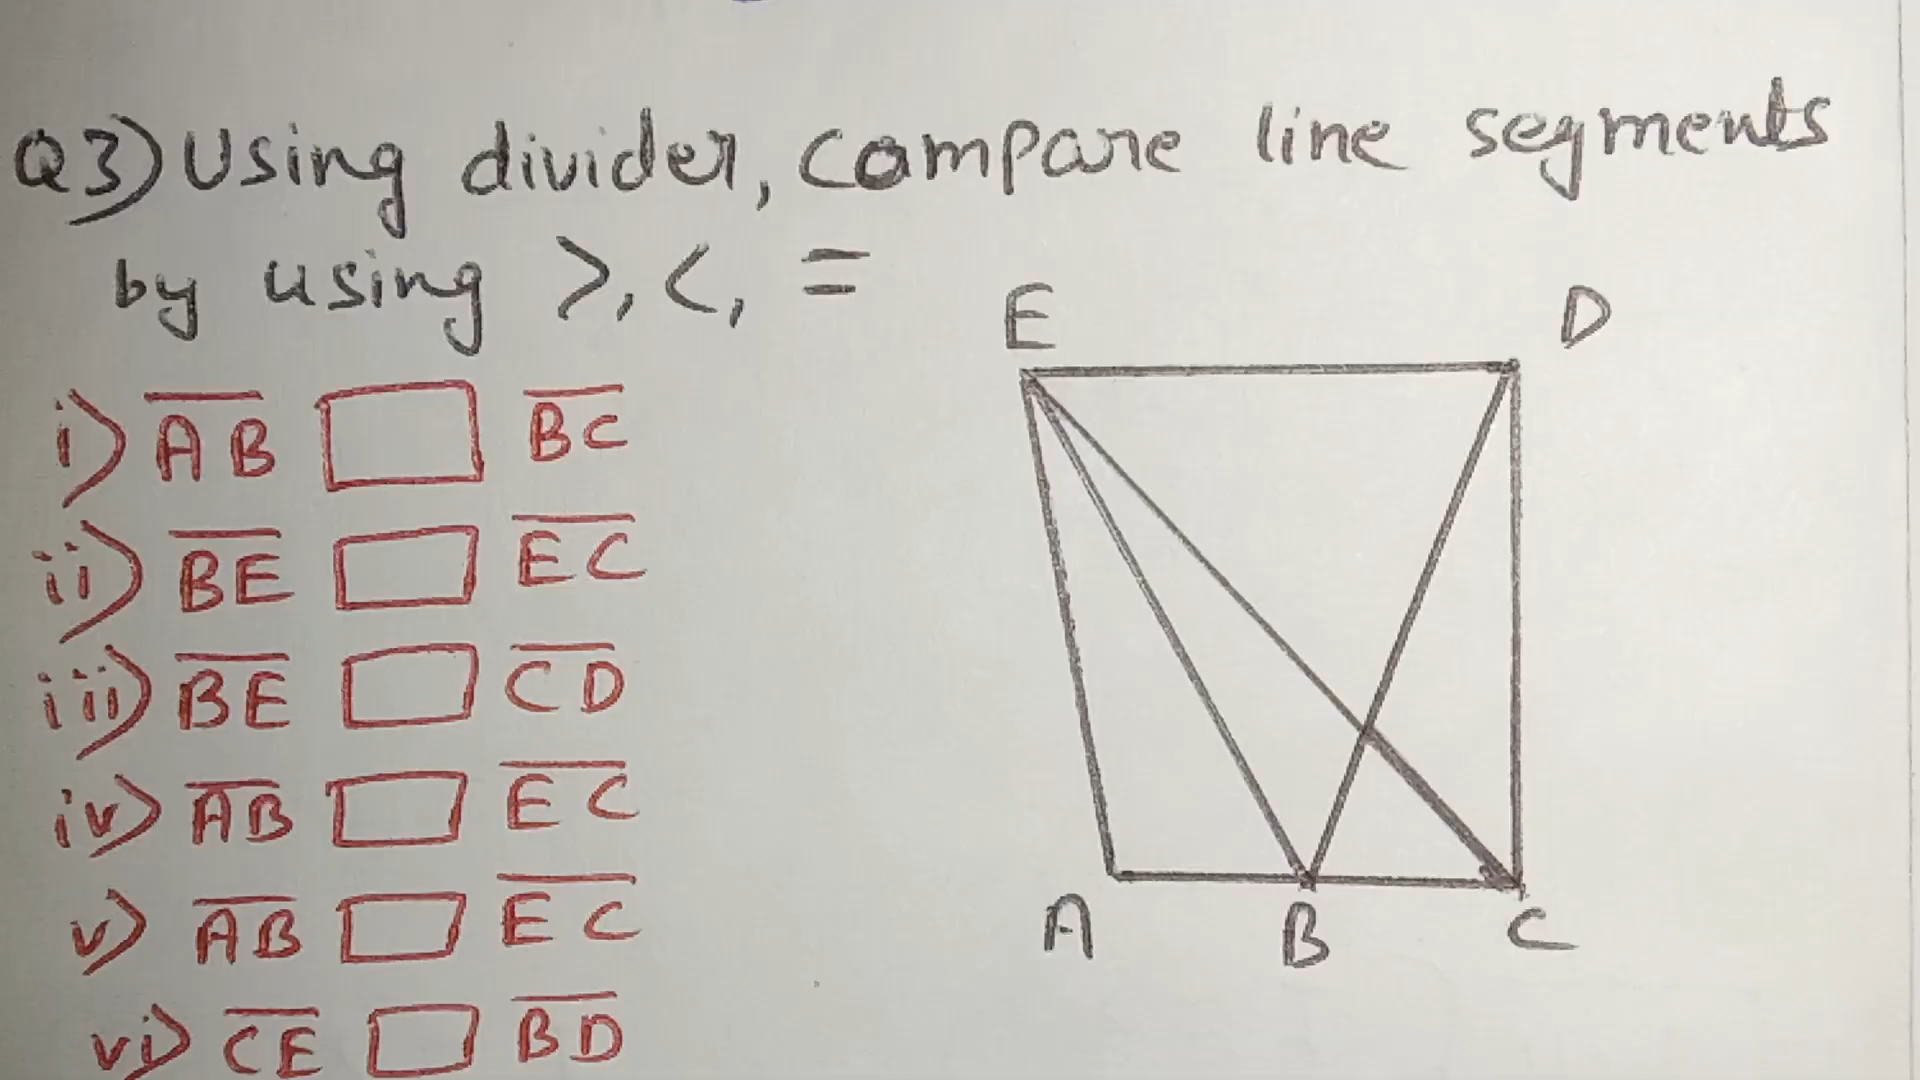 Q3) Using divider, compare line segments
by using >, <, =
E D
i) AB BC
ii) BE EC
iii) BE CD
iv) AB EC
v) AB EC
A B C
vi) CE BD